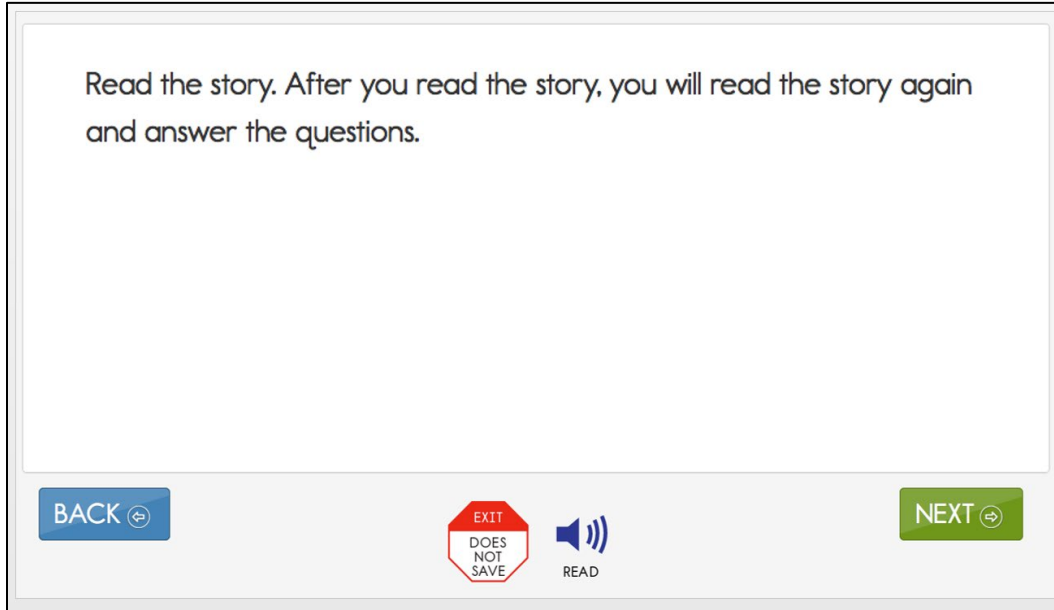 Read the story. After you read the story, you will read the story again
and answer the questions.
BACK
EXIT
DOES
NOT
SAVE
READ
NEXT